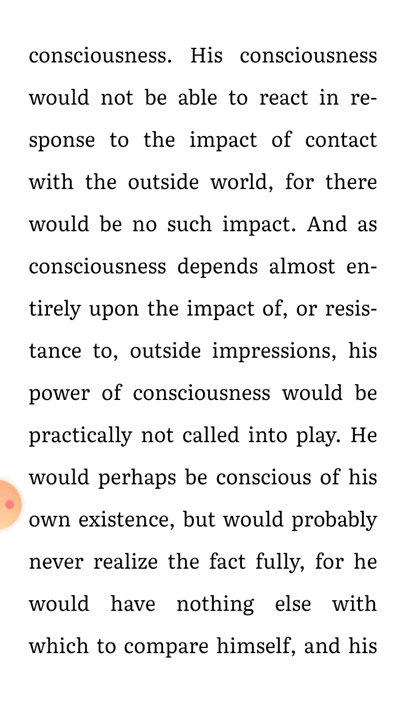 consciousness. His consciousness
would not be able to react in re-
sponse to the impact of contact
with the outside world, for there
would be no such impact. And as
consciousness depends almost en-
tirely upon the impact of, or resis-
tance to, outside impressions, his
power of consciousness would be
practically not called into play. He
would perhaps be conscious of his
own existence, but would probably
never realize the fact fully, for he
would have nothing else with
which to compare himself, and his